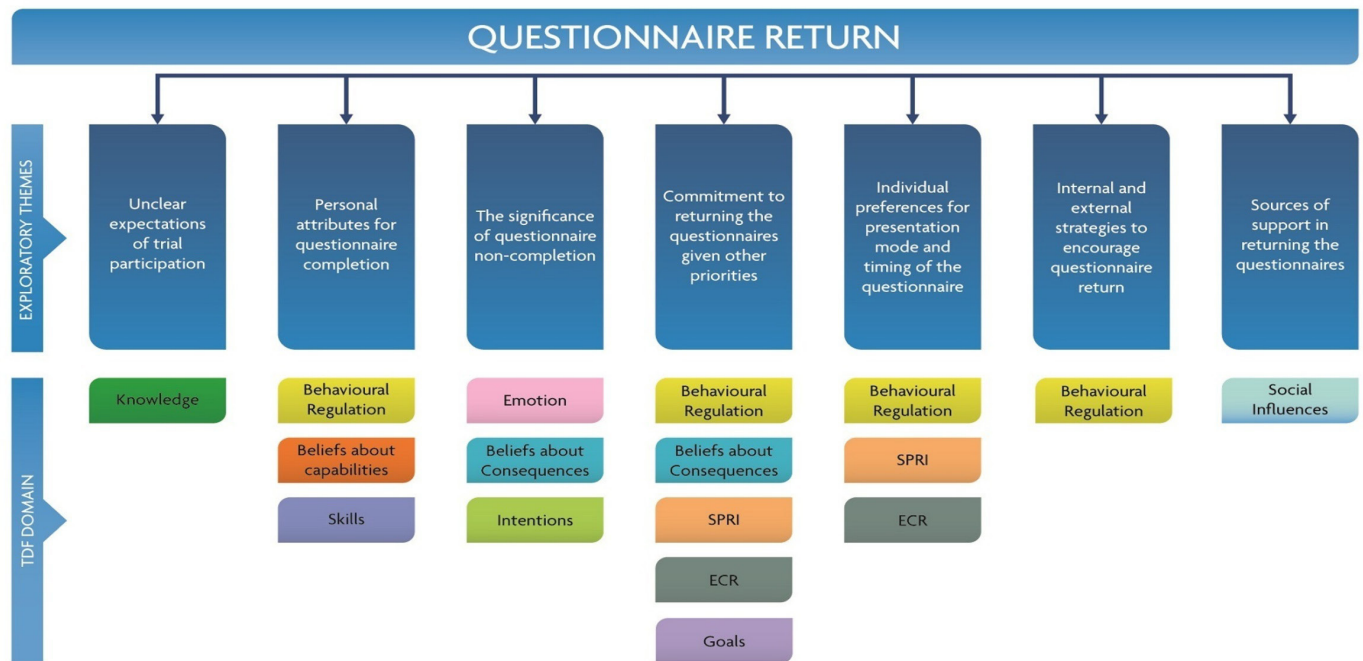 QUESTIONNAIRE RETURN
EXPLORATORY THEMES
Unclear
expectations
of trial
participation
Personal
attributes for
questionnaire
completion
The significance
of questionnaire
non-completion
Commitment to
returning the
questionnaires
given other
priorities
Individual
preferences for
presentation
mode and
timing of the
questionnaire
Internal and
external
strategies to
encourage
questionnaire
return
Sources of
support in
returning the
questionnaires
TDF DOMAIN
Knowledge
Behavioural
Regulation
Beliefs about
capabilities
Skills
Emotion
Beliefs about
Consequences
Intentions
Behavioural
Regulation
Beliefs about
Consequences
SPRI
ECR
Goals
Behavioural
Regulation
SPRI
ECR
Behavioural
Regulation
Social
Influences